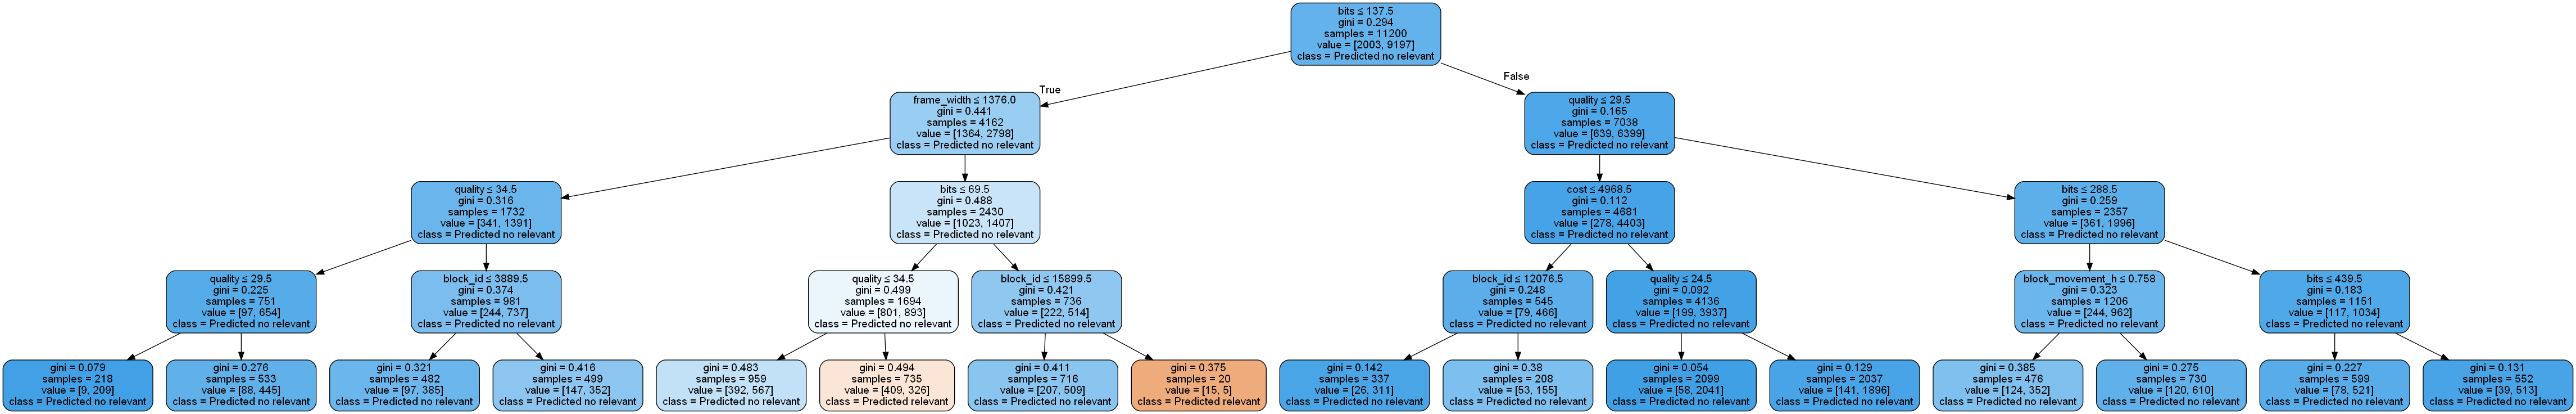 bits ≤ 137.5
gini = 0.294
samples = 11200
value = [2003, 9197]
class = Predicted no relevant
True
False
frame_width ≤ 1376.0
gini = 0.441
samples = 4162
value = [1364, 2798]
class = Predicted no relevant
quality ≤ 29.5
gini = 0.165
samples = 7038
value = [639, 6399]
class = Predicted no relevant
quality ≤ 34.5
gini = 0.316
samples = 1732
value = [341, 1391]
class = Predicted no relevant
bits ≤ 69.5
gini = 0.488
samples = 2430
value = [1023, 1407]
class = Predicted no relevant
cost ≤ 4968.5
gini = 0.112
samples = 4681
value = [278, 4403]
class = Predicted no relevant
bits ≤ 288.5
gini = 0.259
samples = 2357
value = [361, 1996]
class = Predicted no relevant
quality ≤ 29.5
gini = 0.225
samples = 751
value = [97, 654]
class = Predicted no relevant
block_id ≤ 3889.5
gini = 0.374
samples = 981
value = [244, 737]
class = Predicted no relevant
quality ≤ 34.5
gini = 0.499
samples = 1694
value = [801, 893]
class = Predicted no relevant
block_id ≤ 15899.5
gini = 0.421
samples = 736
value = [222, 514]
class = Predicted no relevant
block_id ≤ 12076.5
gini = 0.248
samples = 545
value = [79, 466]
class = Predicted no relevant
quality ≤ 24.5
gini = 0.092
samples = 4136
value = [199, 3937]
class = Predicted no relevant
block_movement_h ≤ 0.758
gini = 0.323
samples = 1206
value = [244, 962]
class = Predicted no relevant
bits ≤ 439.5
gini = 0.183
samples = 1151
value = [117, 1034]
class = Predicted no relevant
gini = 0.079
samples = 218
value = [9, 209]
class = Predicted no relevant
gini = 0.276
samples = 533
value = [88, 445]
class = Predicted no relevant
gini = 0.321
samples = 482
value = [97, 385]
class = Predicted no relevant
gini = 0.416
samples = 499
value = [147, 352]
class = Predicted no relevant
gini = 0.483
samples = 959
value = [392, 567]
class = Predicted no relevant
gini = 0.494
samples = 735
value = [409, 326]
class = Predicted relevant
gini = 0.411
samples = 716
value = [207, 509]
class = Predicted no relevant
gini = 0.375
samples = 20
value = [15, 5]
class = Predicted relevant
gini = 0.142
samples = 337
value = [26, 311]
class = Predicted no relevant
gini = 0.38
samples = 208
value = [53, 155]
class = Predicted no relevant
gini = 0.054
samples = 2099
value = [58, 2041]
class = Predicted no relevant
gini = 0.129
samples = 2037
value = [141, 1896]
class = Predicted no relevant
gini = 0.385
samples = 476
value = [124, 352]
class = Predicted no relevant
gini = 0.275
samples = 730
value = [120, 610]
class = Predicted no relevant
gini = 0.227
samples = 599
value = [78, 521]
class = Predicted no relevant
gini = 0.131
samples = 552
value = [39, 513]
class = Predicted no relevant